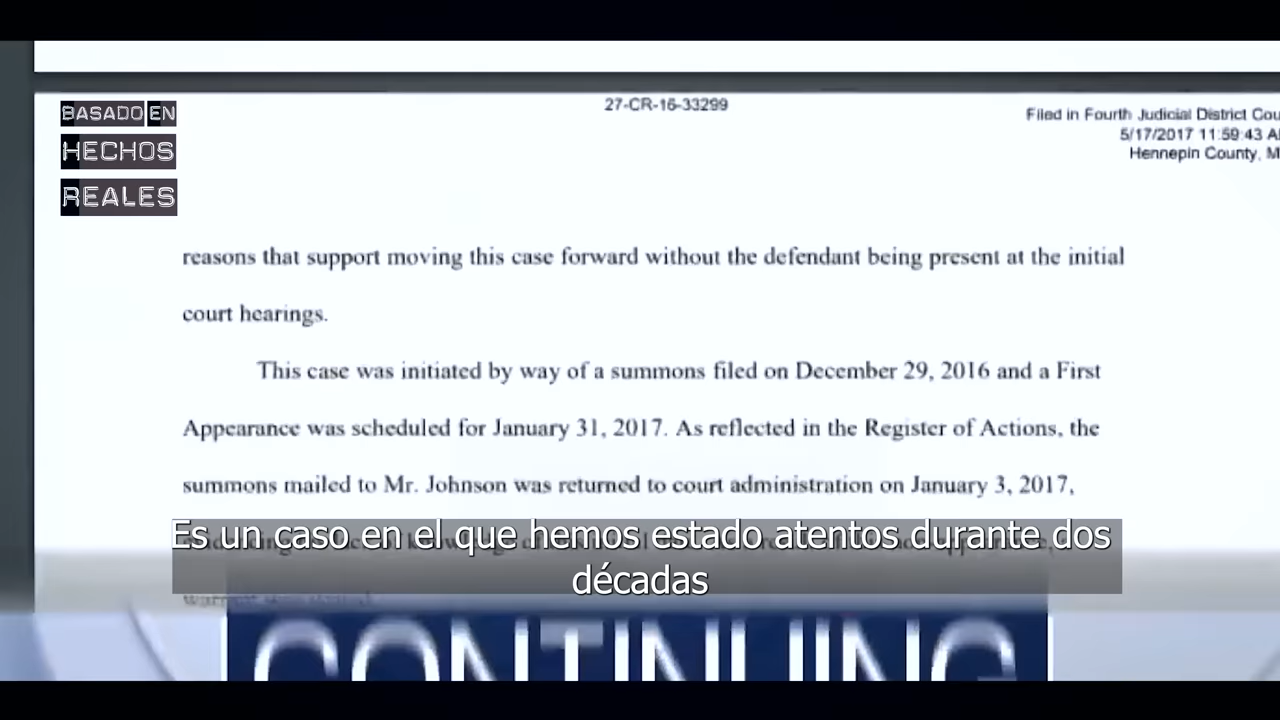 27-CR-16-33299
Filed in Fourth Judicial District Cou
5/17/2017 11:59:43 A
Hennepin County, M
BASADO EN
HECHOS
REALES
reasons that support moving this case forward without the defendant being present at the initial
court hearings.
This case was initiated by way of a summons filed on December 29, 2016 and a First
Appearance was scheduled for January 31, 2017. As reflected in the Register of Actions, the
summons mailed to Mr. Johnson was returned to court administration on January 3, 2017,
Es un caso en el que hemos estado atentos durante dos
décadas
CONTINUING